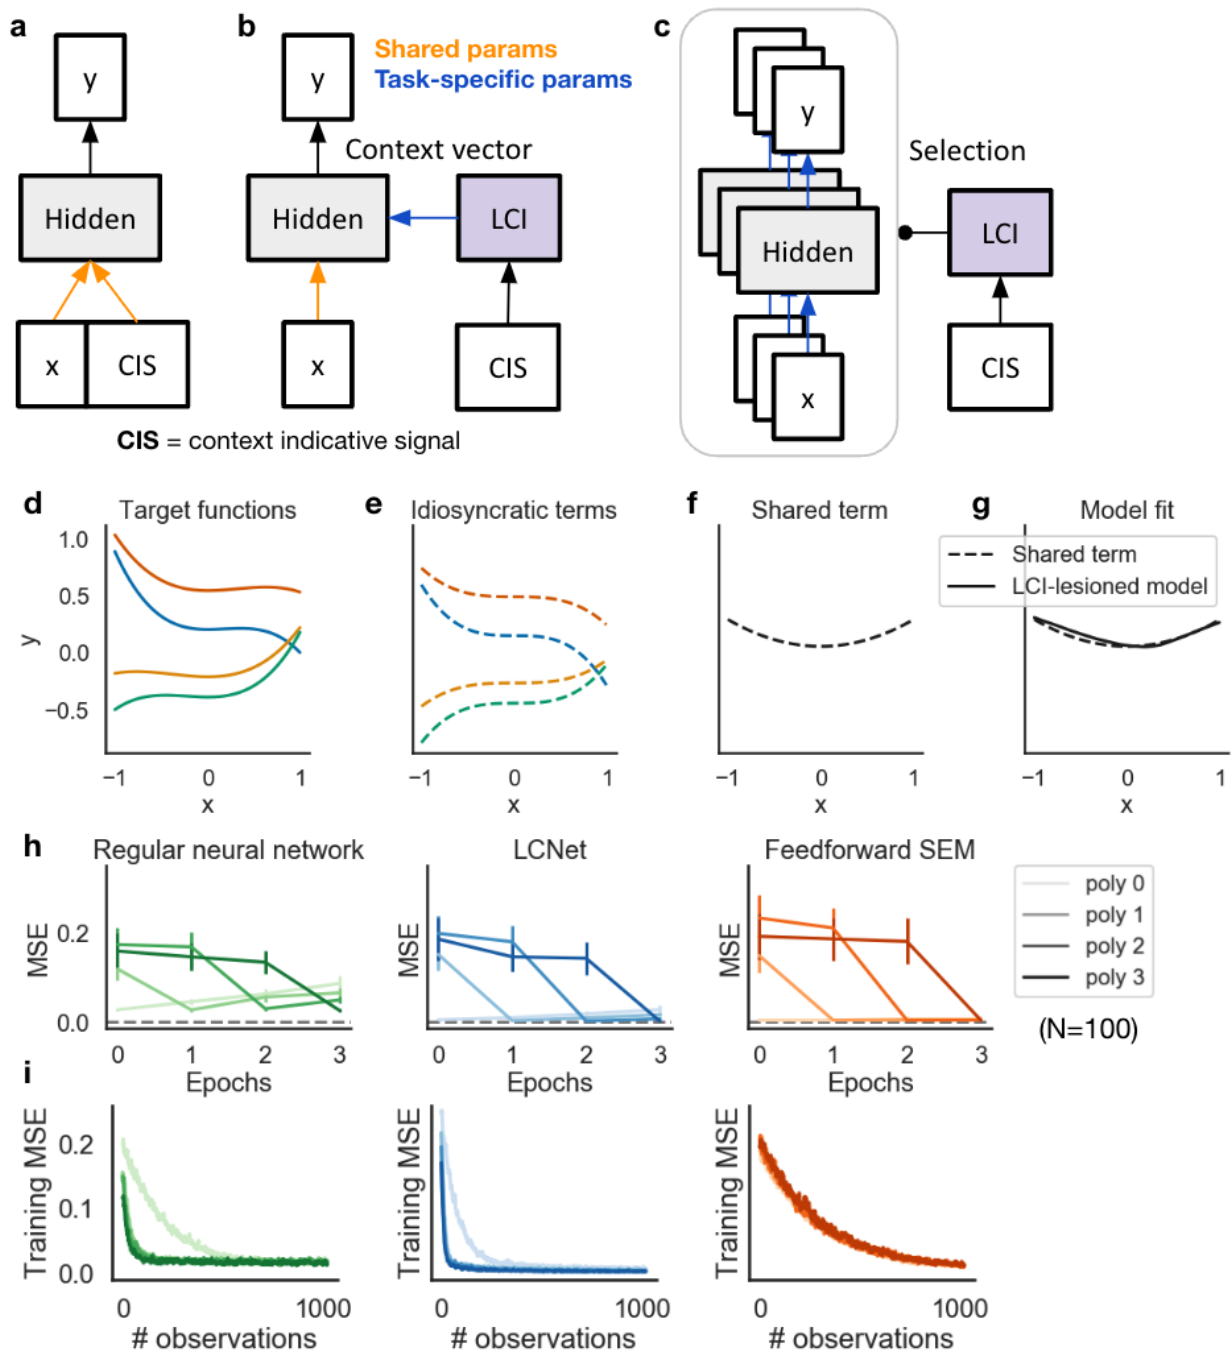 a
b
c
Shared params
Task-specific params
y
y
y
Context vector
Selection
Hidden
Hidden
LCI
Hidden
LCI
x
CIS
x
CIS
x
CIS
CIS = context indicative signal
d
Target functions
e
Idiosyncratic terms
f
Shared term
g
Model fit
Shared term
LCI-lesioned model
1.0
0.5
0.0
−0.5
y
−1 0 1
x
−1 0 1
x
−1 0 1
x
−1 0 1
x
h
Regular neural network
LCNet
Feedforward SEM
MSE
0.2
0.0
0 1 2 3
Epochs
MSE
0 1 2 3
Epochs
MSE
0 1 2 3
Epochs
poly 0
poly 1
poly 2
poly 3
(N=100)
i
Training MSE
0.2
0.1
0.0
0 1000
# observations
Training MSE
0 1000
# observations
Training MSE
0 1000
# observations